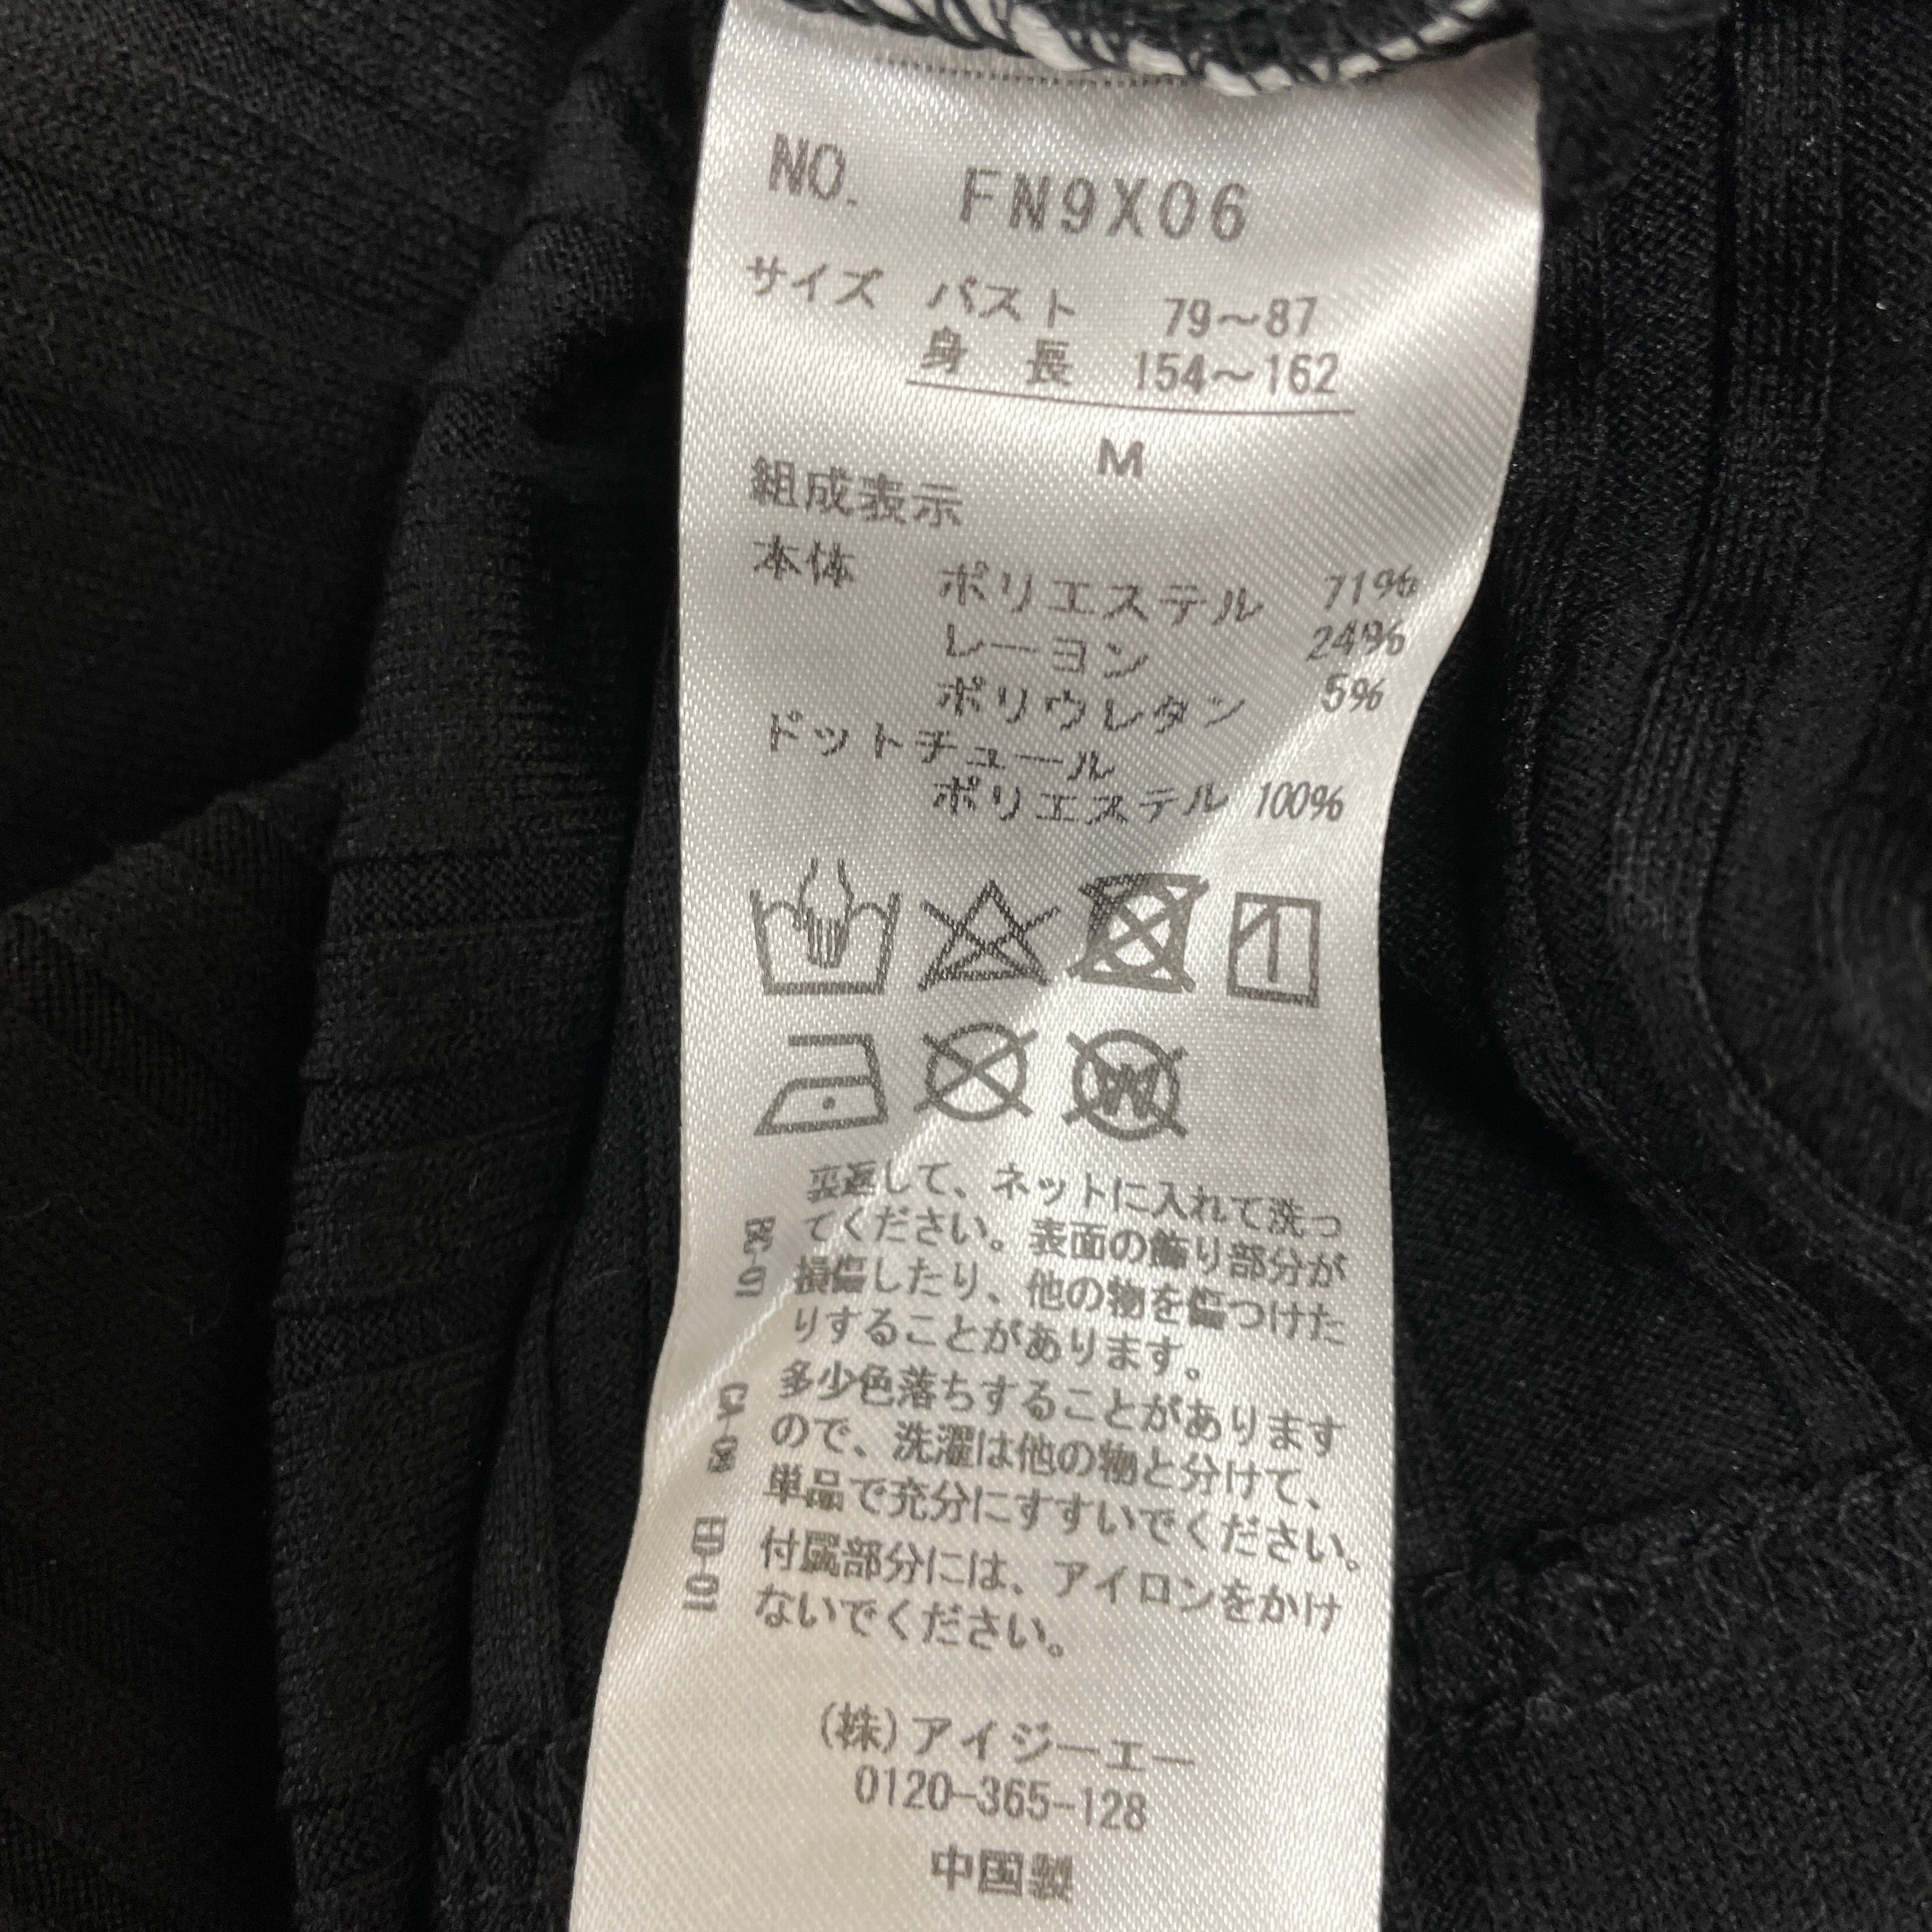 NO. FN9X06
サイズ バスト 79〜87
身長 154〜162
M
組成表示
本体 ポリエステル 71%
レーヨン 24%
ポリウレタン 5%
ドットチュール
ポリエステル 100%
W
裏返して、ネットに入れて洗っ
てください。表面の飾り部分が
損傷したり、他の物を傷つけた
りすることがあります。
多少色落ちすることがあります
ので、洗濯は他の物と分けて、
単品で充分にすすいでください。
付属部分には、アイロンをかけ
ないでください。
(株)アイジーエー
0120-365-128
中国製